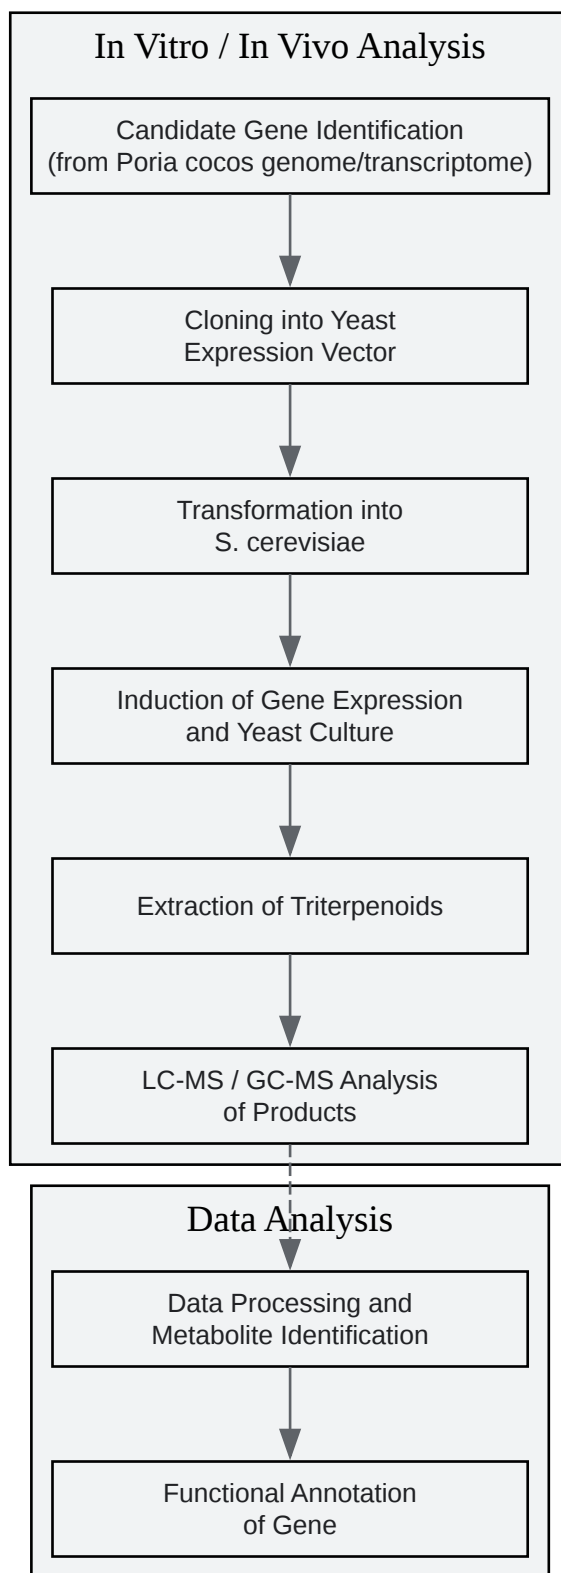 In Vitro / In Vivo Analysis
Candidate Gene Identification
(from Poria cocos genome/transcriptome)
Cloning into Yeast
Expression Vector
Transformation into
S. cerevisiae
Induction of Gene Expression
and Yeast Culture
Extraction of Triterpenoids
LC-MS / GC-MS Analysis
of Products
Data Analysis
Data Processing and
Metabolite Identification
Functional Annotation
of Gene